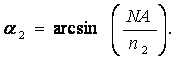 α₂ = arcsin (NA / n₂).